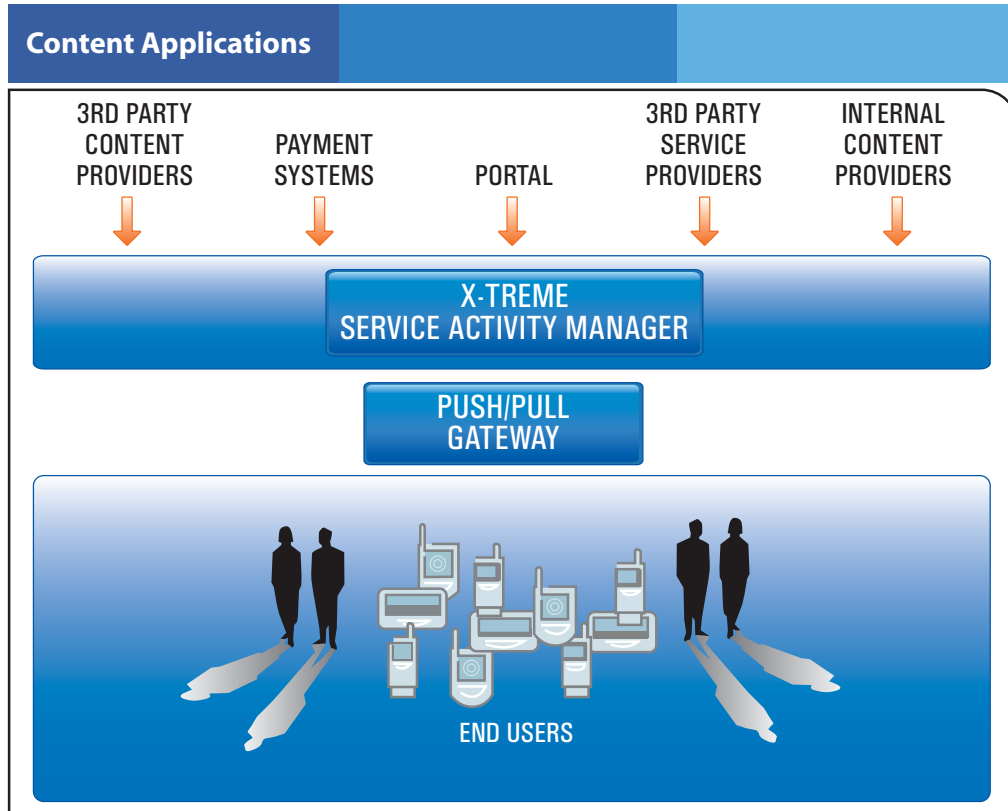 Content Applications
3RD PARTY
CONTENT
PROVIDERS
PAYMENT
SYSTEMS
PORTAL
3RD PARTY
SERVICE
PROVIDERS
INTERNAL
CONTENT
PROVIDERS
X-TREME
SERVICE ACTIVITY MANAGER
PUSH/PULL
GATEWAY
END USERS